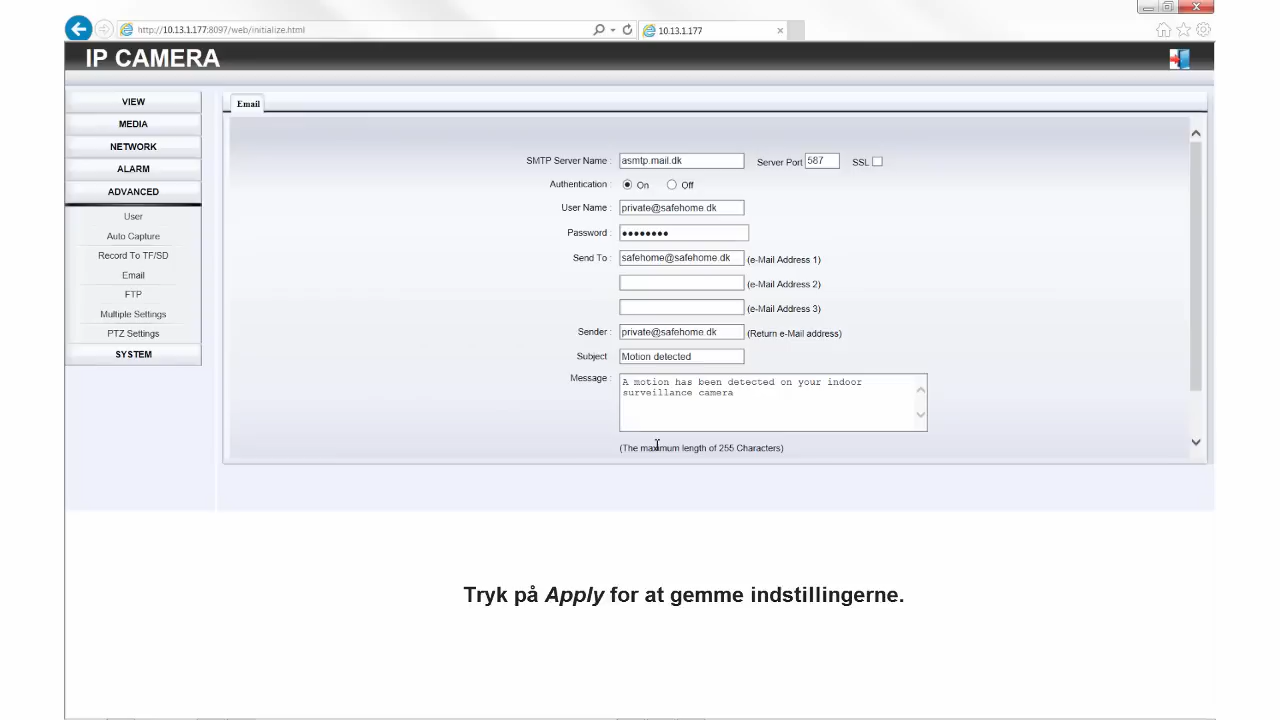 http://10.13.1.177:8097/web/initialize.html
10.13.1.177
IP CAMERA
VIEW
MEDIA
NETWORK
ALARM
ADVANCED
User
Auto Capture
Record To TF/SD
Email
FTP
Multiple Settings
PTZ Settings
SYSTEM
Email
SMTP Server Name : asmtp.mail.dk Server Port 587 SSL
Authentication : On Off
User Name : private@safehome.dk
Password : ●●●●●●●●
Send To : safehome@safehome.dk (e-Mail Address 1)
(e-Mail Address 2)
(e-Mail Address 3)
Sender : private@safehome.dk (Return e-Mail address)
Subject Motion detected
Message : A motion has been detected on your indoor
surveillance camera
(The maximum length of 255 Characters)
Tryk på Apply for at gemme indstillingerne.